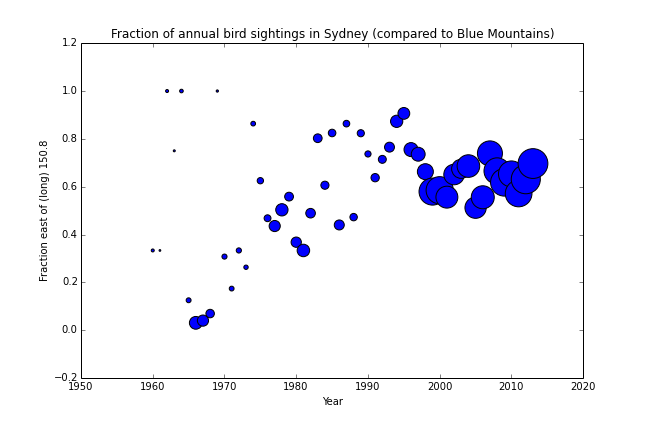 Fraction of annual bird sightings in Sydney (compared to Blue Mountains)
1.2
1.0
0.8
0.6
0.4
0.2
0.0
−0.2
Fraction east of (long) 150.8
1950 1960 1970 1980 1990 2000 2010 2020
Year